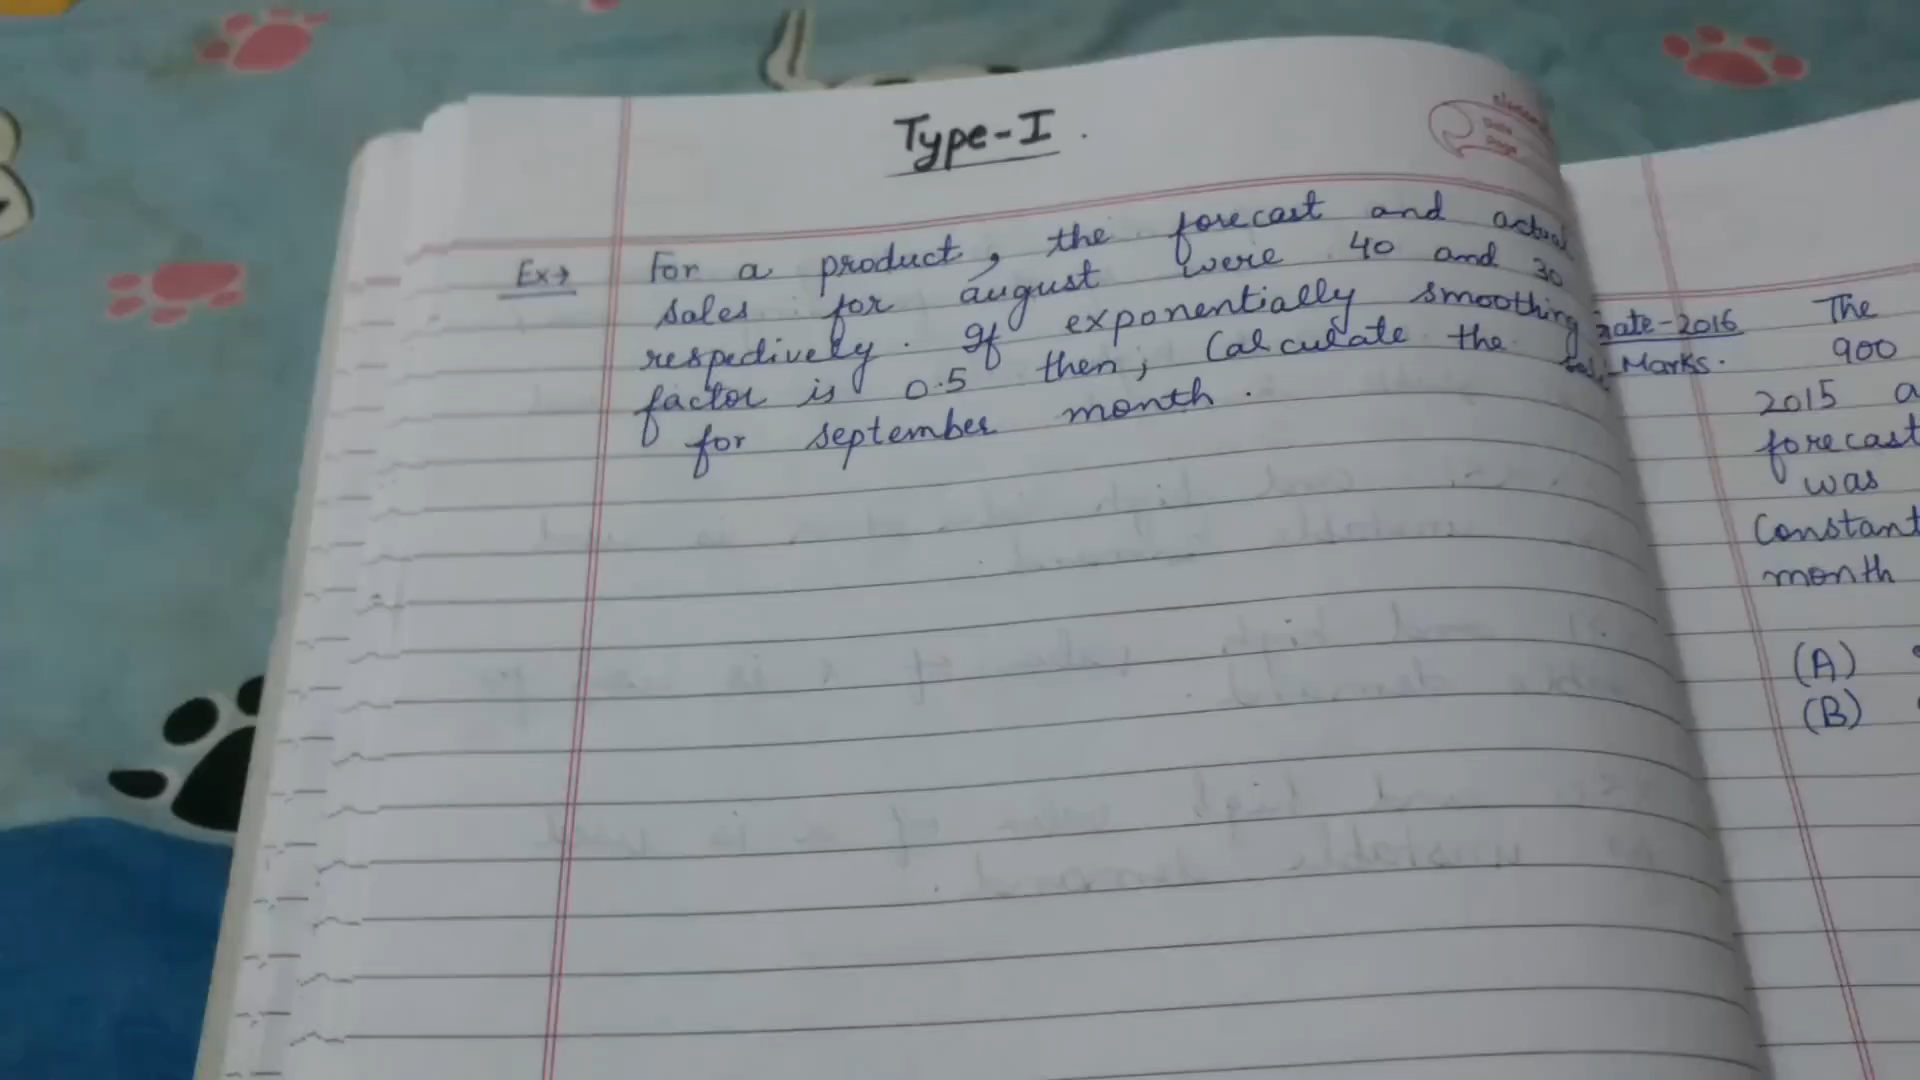 Type-I.
Date
Page
Ex→ For a product, the forecast and actual
sales for august were 40 and 30
respectively. If exponentially smoothing
factor is 0.5 then, Calculate the
for september month.
Gate-2016 The
Marks. 900
2015 a
forecast
was
Constant
month
(A)
(B)